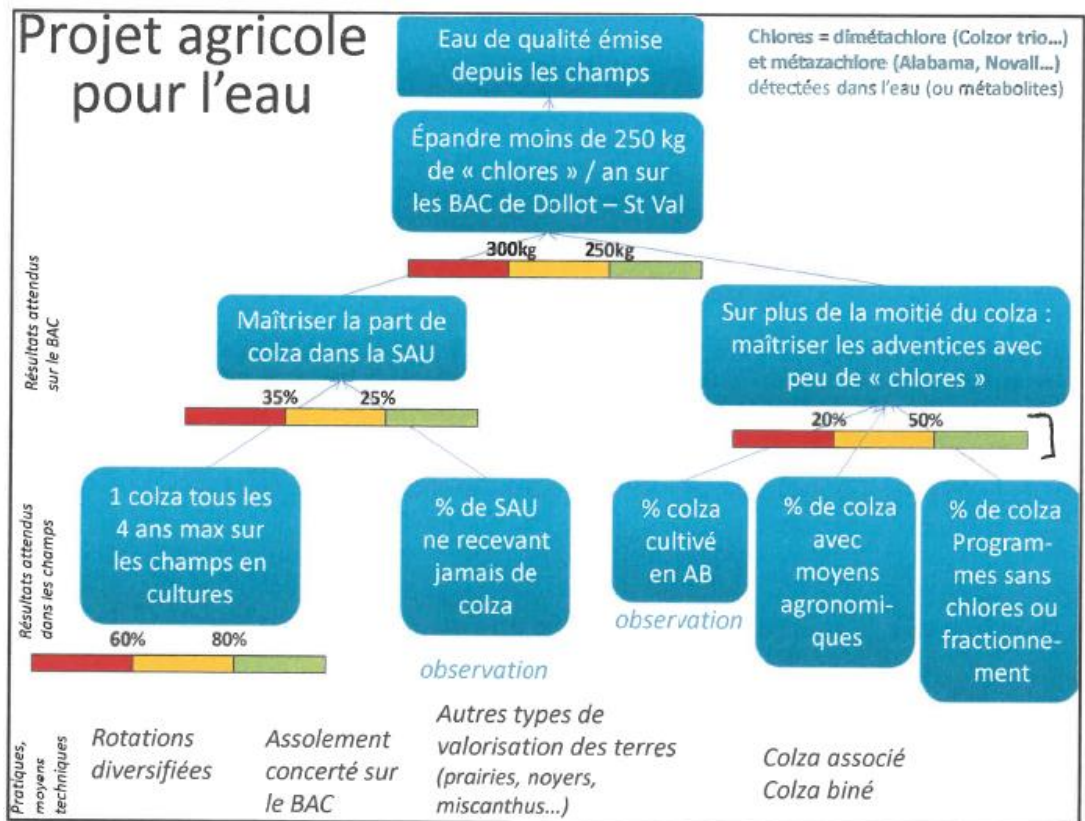 Projet agricole
pour l'eau
Eau de qualité émise
depuis les champs
Chlores = dimétachlore (Colzor trio...)
et métazachlore (Alabama, Novall...)
détectées dans l'eau (ou métabolites)
Épandre moins de 250 kg
de « chlores » / an sur
les BAC de Dollot – St Val
300kg
250kg
Résultats attendus
sur le BAC
Maîtriser la part de
colza dans la SAU
35%
25%
Sur plus de la moitié du colza :
maîtriser les adventices avec
peu de « chlores »
20%
50%
Résultats attendus
dans les champs
1 colza tous les
4 ans max sur
les champs en
cultures
60%
80%
% de SAU
ne recevant
jamais de
colza
observation
% colza
cultivé
en AB
observation
% de colza
avec
moyens
agronomi-
ques
% de colza
Program-
mes sans
chlores ou
fractionne-
ment
Pratiques,
moyens
techniques
Rotations
diversifiées
Assolement
concerté sur
le BAC
Autres types de
valorisation des terres
(prairies, noyers,
miscanthus...)
Colza associé
Colza biné